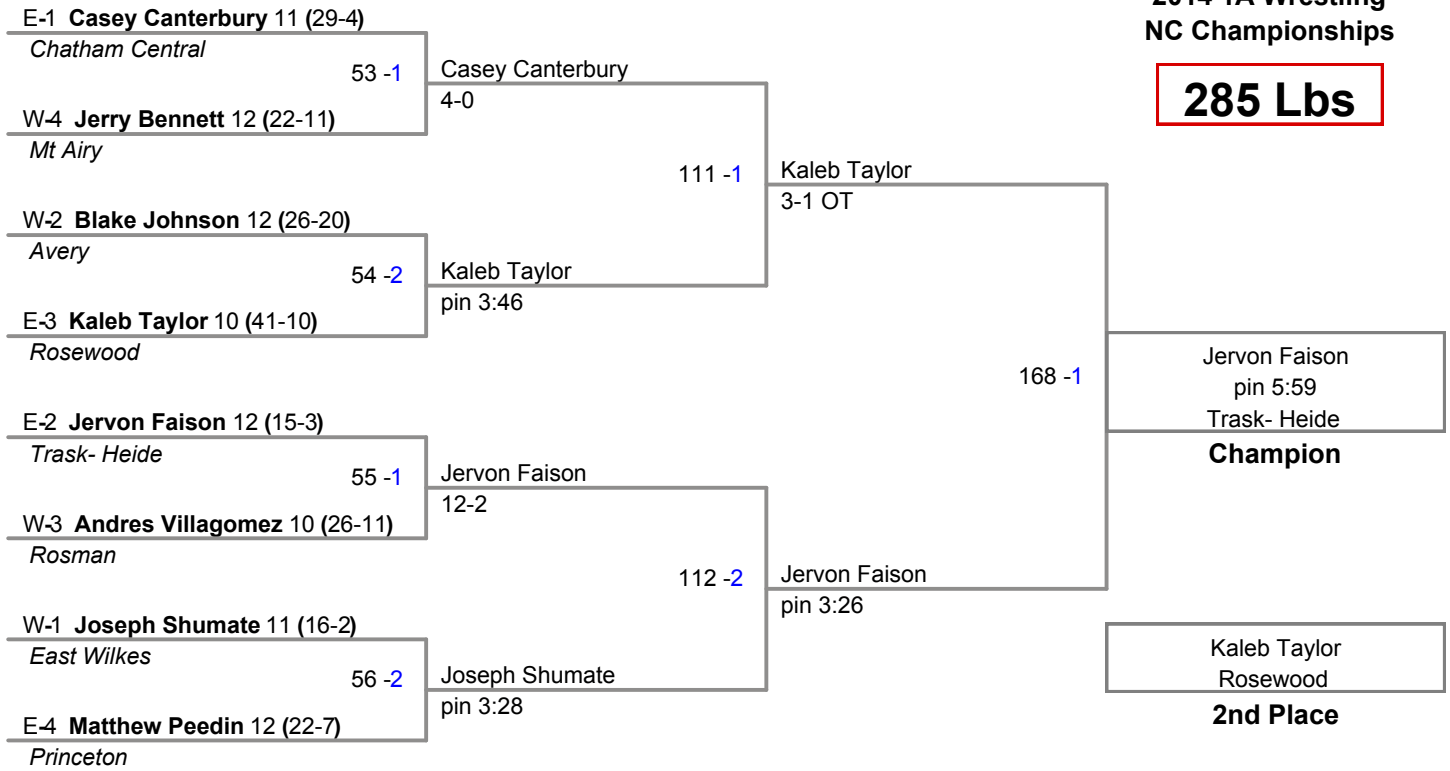 2014 1A Wrestling
NC Championships
285 Lbs
E-1 Casey Canterbury 11 (29-4)
Chatham Central
53 -1
Casey Canterbury
4-0
W-4 Jerry Bennett 12 (22-11)
Mt Airy
111 -1
Kaleb Taylor
3-1 OT
W-2 Blake Johnson 12 (26-20)
Avery
54 -2
Kaleb Taylor
pin 3:46
E-3 Kaleb Taylor 10 (41-10)
Rosewood
168 -1
Jervon Faison
pin 5:59
Trask- Heide
Champion
E-2 Jervon Faison 12 (15-3)
Trask- Heide
55 -1
Jervon Faison
12-2
W-3 Andres Villagomez 10 (26-11)
Rosman
112 -2
Jervon Faison
pin 3:26
W-1 Joseph Shumate 11 (16-2)
East Wilkes
56 -2
Joseph Shumate
pin 3:28
E-4 Matthew Peedin 12 (22-7)
Princeton
Kaleb Taylor
Rosewood
2nd Place